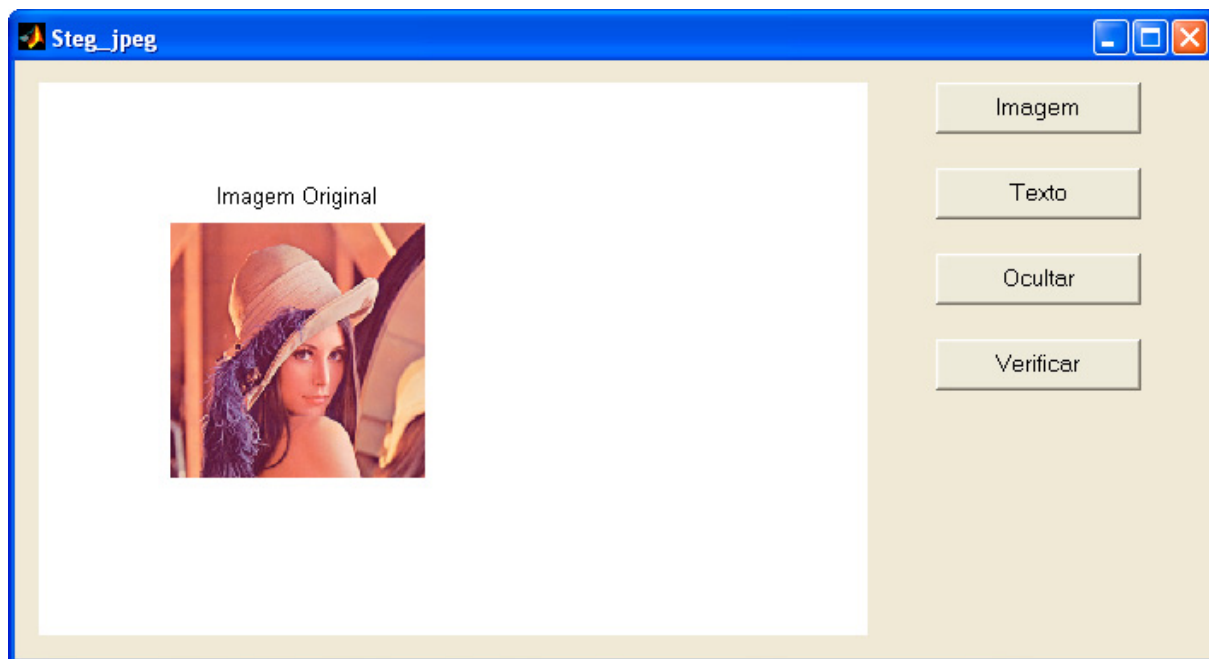 Steg_jpeg
Imagem Original
Imagem
Texto
Ocultar
Verificar